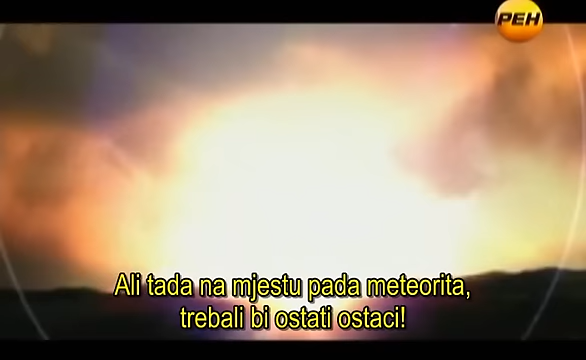 РЕН
Ali tada na mjestu pada meteorita,
trebali bi ostati ostaci!